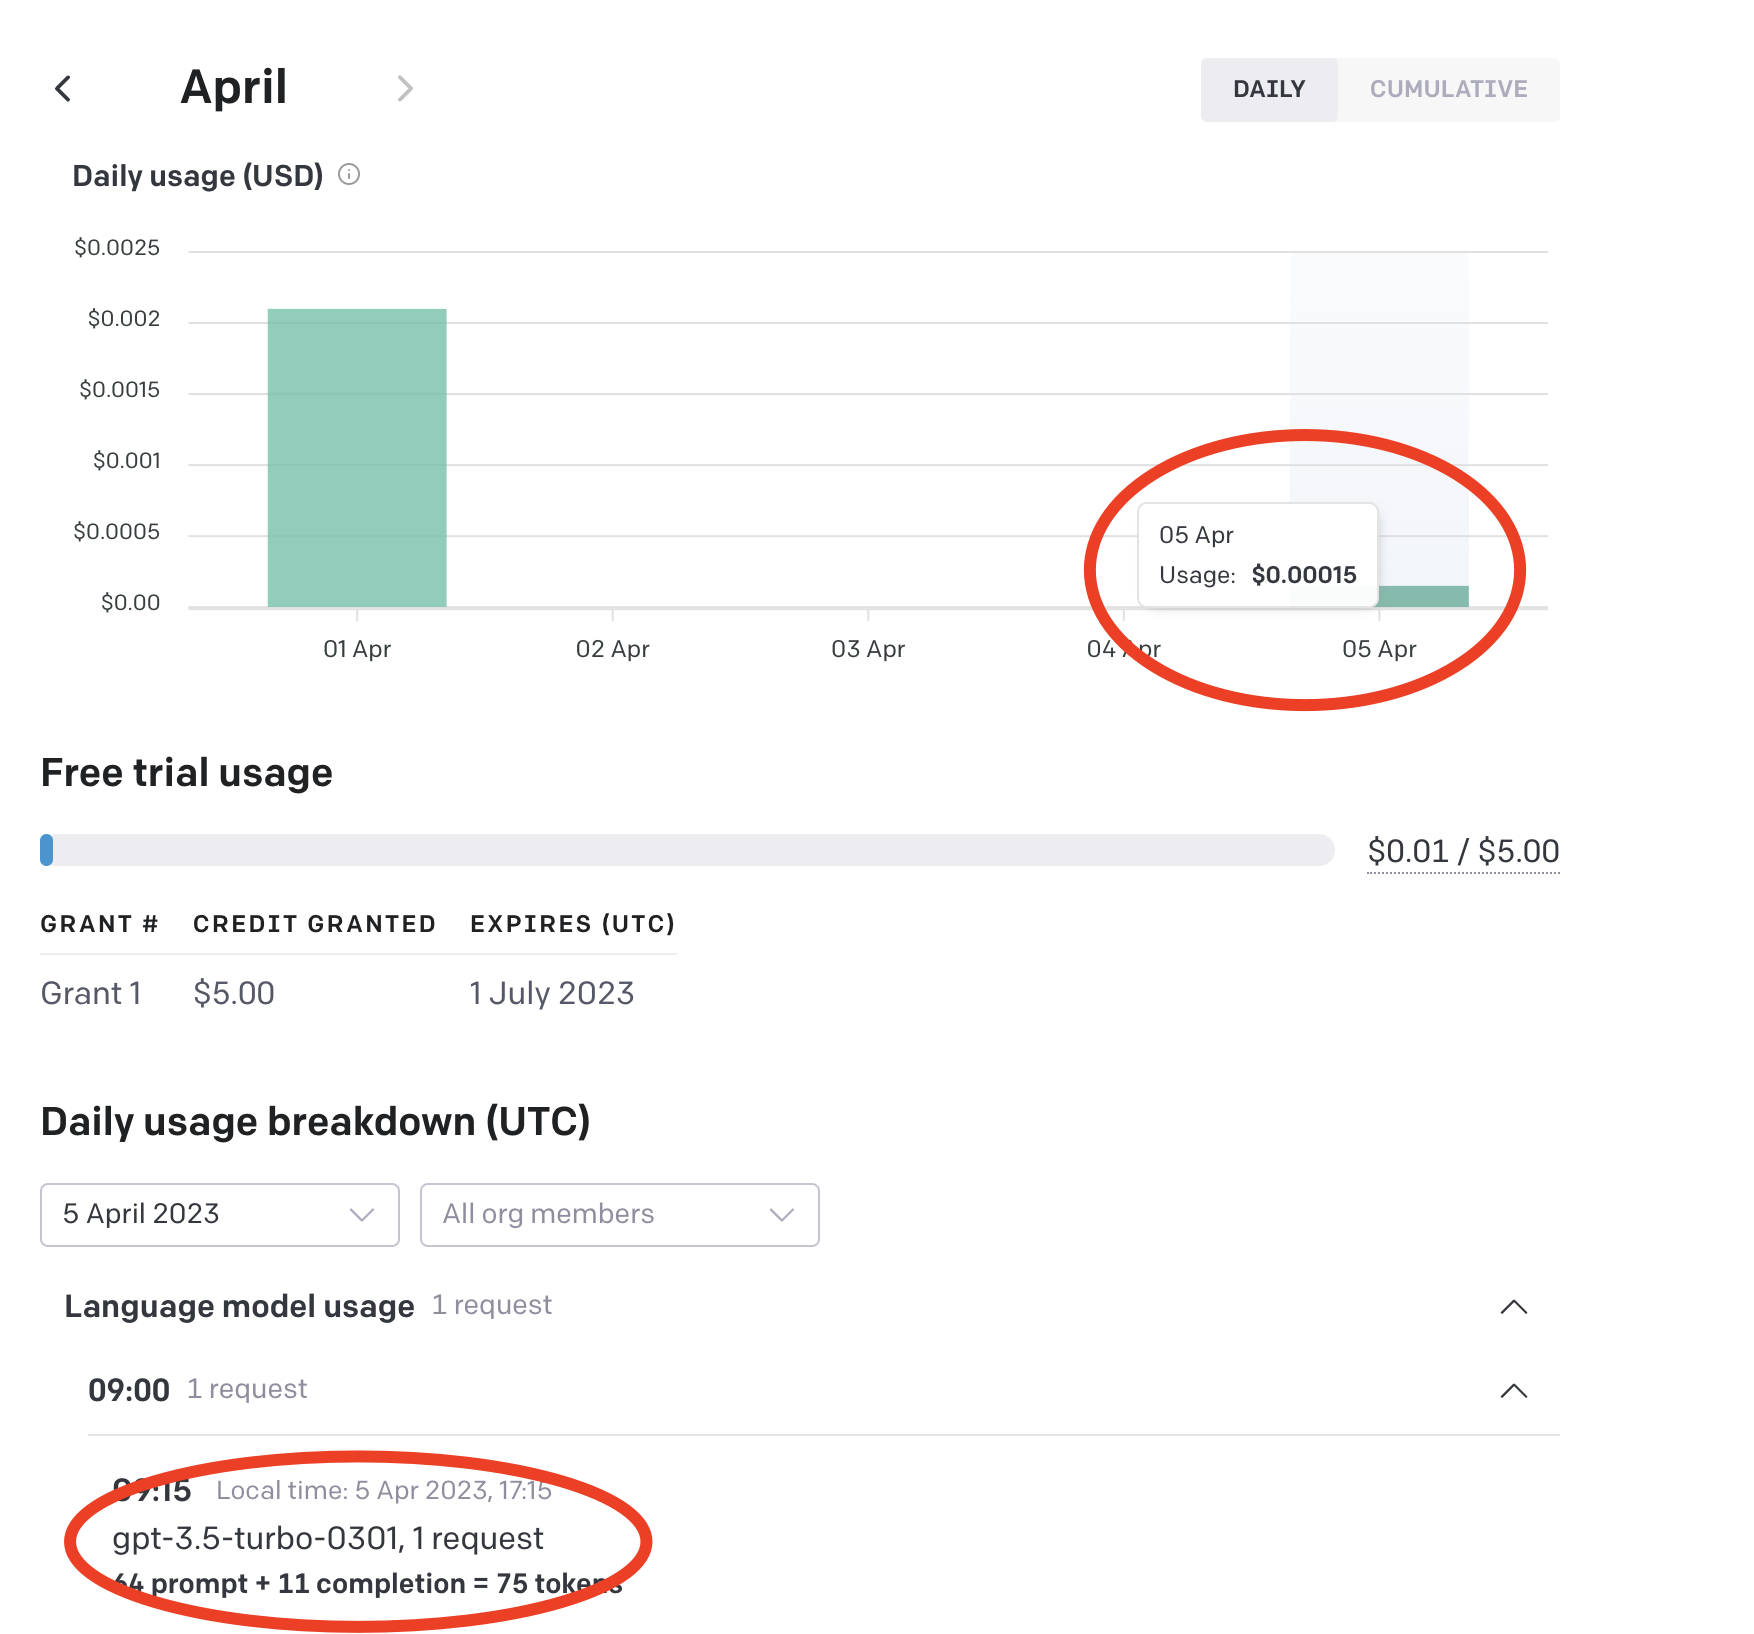 April
DAILY CUMULATIVE
Daily usage (USD)
$0.0025
$0.002
$0.0015
$0.001
$0.0005
$0.00
05 Apr
Usage: $0.00015
01 Apr 02 Apr 03 Apr 04 Apr 05 Apr
Free trial usage
$0.01 / $5.00
GRANT # CREDIT GRANTED EXPIRES (UTC)
Grant 1 $5.00 1 July 2023
Daily usage breakdown (UTC)
5 April 2023 All org members
Language model usage 1 request
09:00 1 request
09:15 Local time: 5 Apr 2023, 17:15
gpt-3.5-turbo-0301, 1 request
64 prompt + 11 completion = 75 tokens